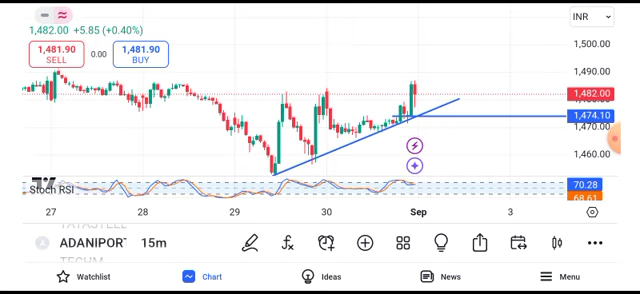 INR
1,482.00 +5.85 (+0.40%)
1,481.90
SELL
0.00
1,481.90
BUY
1,500.00
1,490.00
1,482.00
1,474.10
1,470.00
1,460.00
Stoch RSI
70.28
68.61
27
28
29
30
Sep
3
ADANIPORT
15m
Watchlist
Chart
Ideas
News
Menu